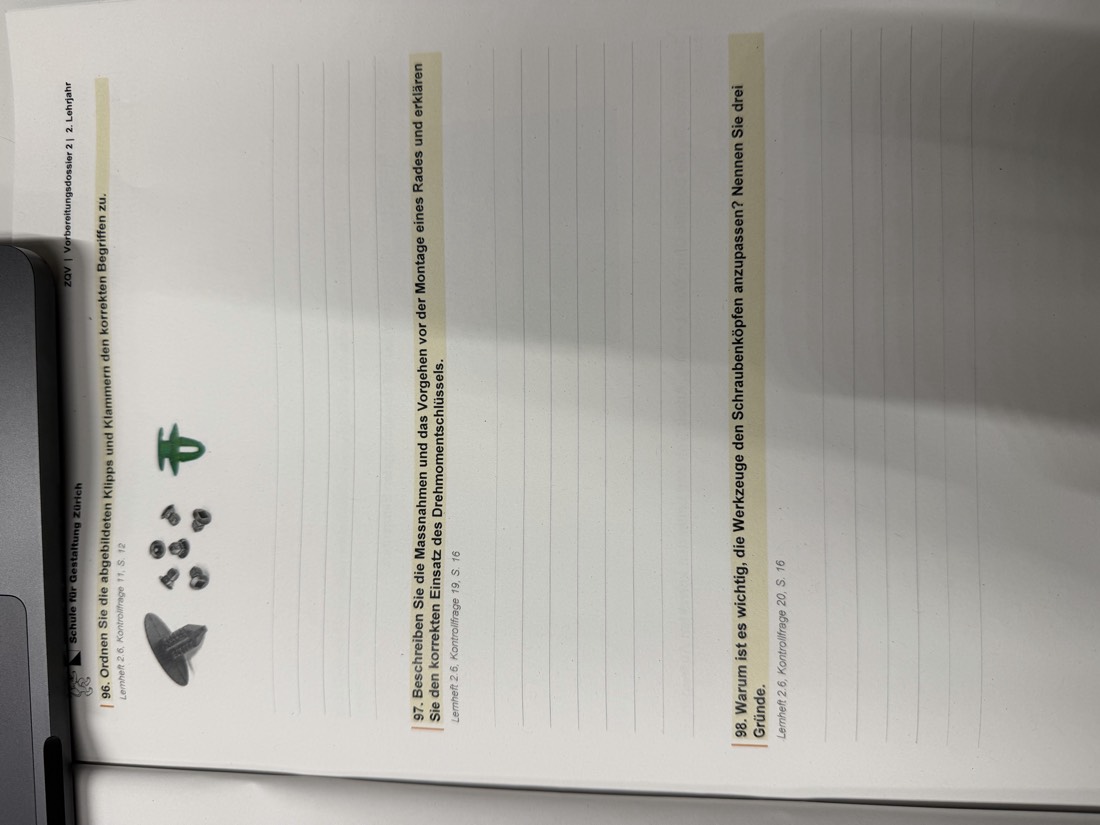 Schule für Gestaltung Zürich
ZQV | Vorbereitungsdossier 2 | 2. Lehrjahr
96. Ordnen Sie die abgebildeten Klipps und Klammern den korrekten Begriffen zu.
Lernheft 2.6, Kontrollfrage 11, S. 12
97. Beschreiben Sie die Massnahmen und das Vorgehen vor der Montage eines Rades und erklären
Sie den korrekten Einsatz des Drehmomentschlüssels.
Lernheft 2.6, Kontrollfrage 19, S. 16
98. Warum ist es wichtig, die Werkzeuge den Schraubenköpfen anzupassen? Nennen Sie drei
Gründe.
Lernheft 2.6, Kontrollfrage 20, S. 16